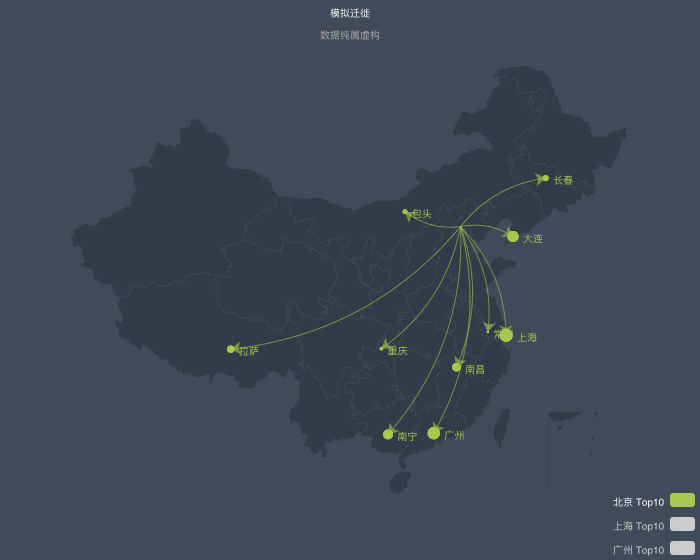 模拟迁徙
数据纯属虚构
长春
包头
大连
常
上海
拉萨
重庆
南昌
南宁
广州
北京 Top10
上海 Top10
广州 Top10